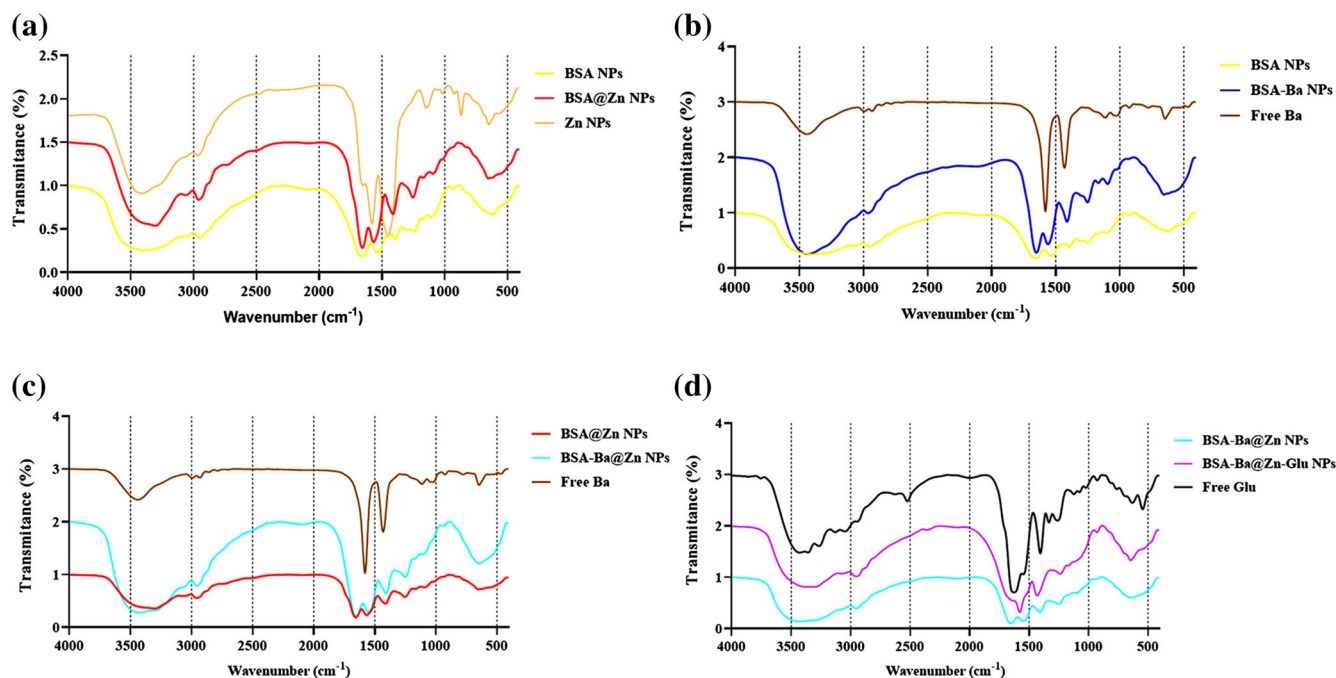 (a)
2.5
2.0
1.5
1.0
0.5
0.0
Transmitance (%)
4000 3500 3000 2500 2000 1500 1000 500
Wavenumber (cm⁻¹)
BSA NPs
BSA@Zn NPs
Zn NPs
(b)
4
3
2
1
0
Transmitance (%)
4000 3500 3000 2500 2000 1500 1000 500
Wavenumber (cm⁻¹)
BSA NPs
BSA-Ba NPs
Free Ba
(c)
4
3
2
1
0
Transmitance (%)
4000 3500 3000 2500 2000 1500 1000 500
Wavenumber (cm⁻¹)
BSA@Zn NPs
BSA-Ba@Zn NPs
Free Ba
(d)
4
3
2
1
0
Transmitance (%)
4000 3500 3000 2500 2000 1500 1000 500
Wavenumber (cm⁻¹)
BSA-Ba@Zn NPs
BSA-Ba@Zn-Glu NPs
Free Glu